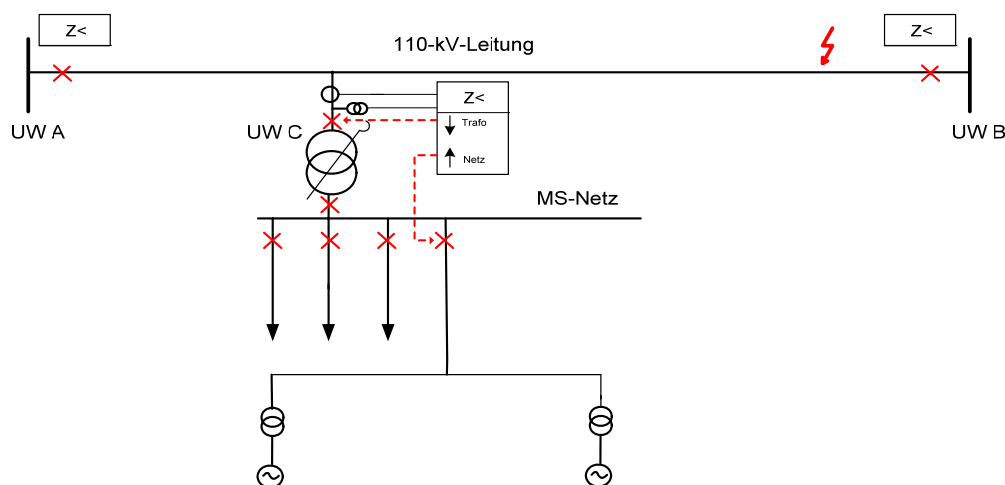 Z<
Z<
110-kV-Leitung
UW A
UW C
UW B
Z<
Trafo
Netz
MS-Netz